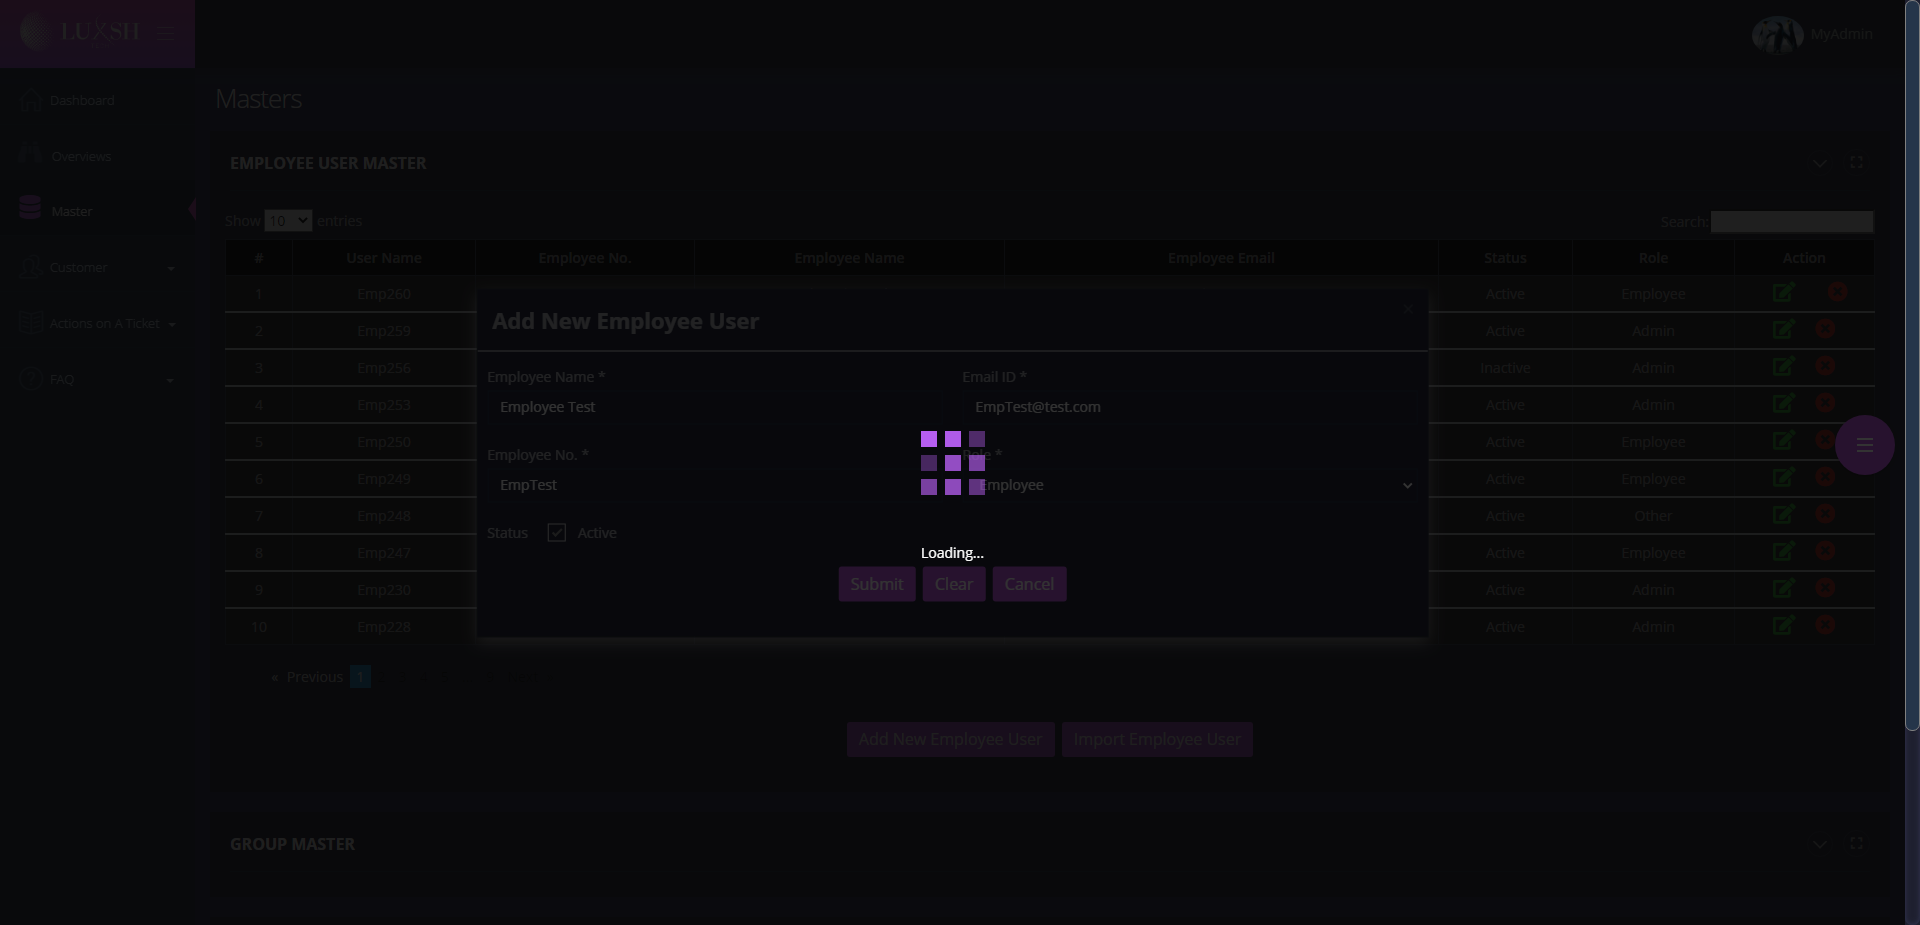 LUXSH
MyAdmin
Dashboard
Overviews
Master
Customer
Actions on A Ticket
FAQ
Masters
EMPLOYEE USER MASTER
Show 10 entries
Search:
# User Name Employee No. Employee Name Employee Email Status Role Action
1 Emp260 Active Employee
2 Emp259 Active Admin
3 Emp256 Inactive Admin
4 Emp253 Active Admin
5 Emp250 Active Employee
6 Emp249 Active Employee
7 Emp248 Active Other
8 Emp247 Active Employee
9 Emp230 Active Admin
10 Emp228 Active Admin
Add New Employee User
Employee Name * Email ID *
Employee Test EmpTest@test.com
Employee No. * Role *
EmpTest Employee
Status Active
Loading...
Submit Clear Cancel
« Previous 1
Add New Employee User Import Employee User
GROUP MASTER